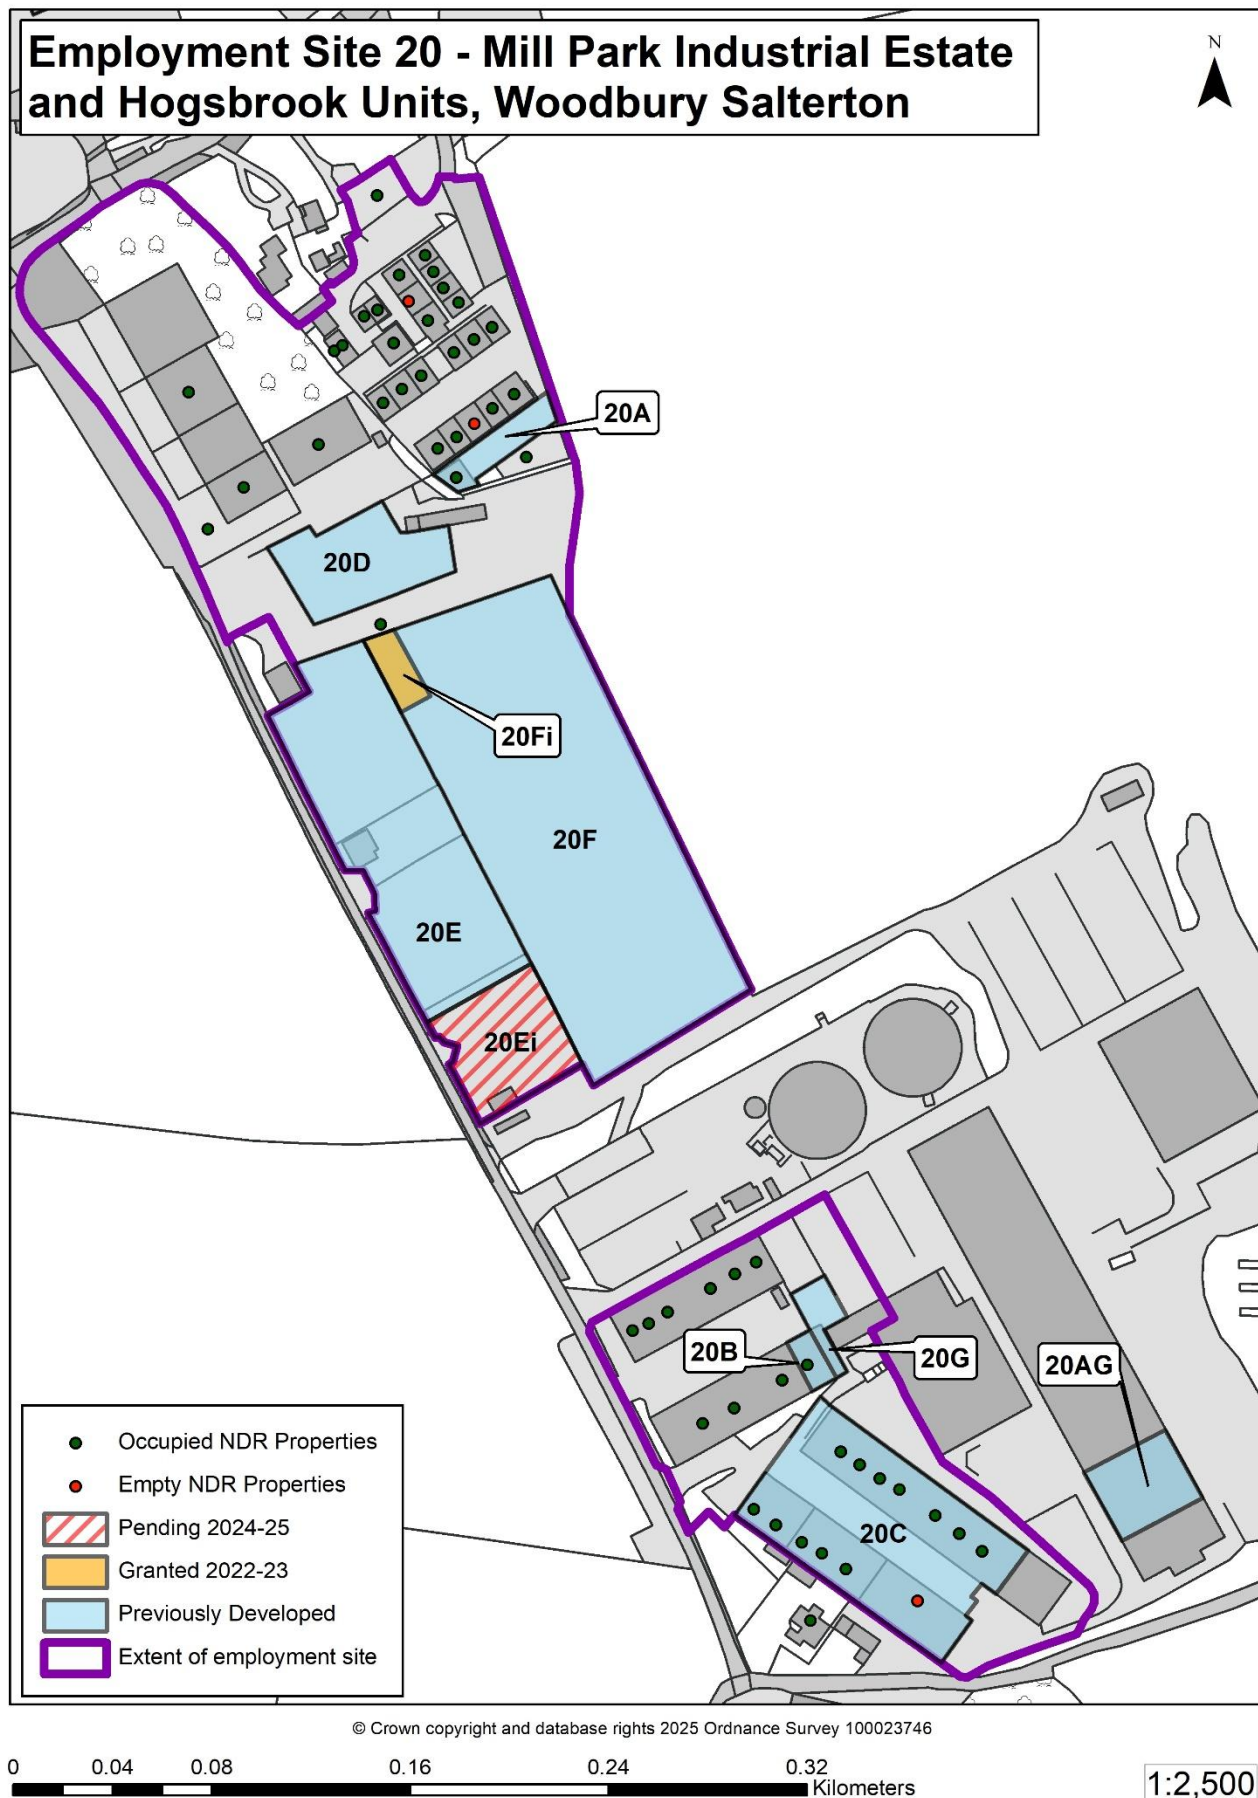 Employment Site 20 - Mill Park Industrial Estate
and Hogsbrook Units, Woodbury Salterton
N
20A
20D
20Fi
20F
20E
20Ei
20B
20G
20AG
20C
Occupied NDR Properties
Empty NDR Properties
Pending 2024-25
Granted 2022-23
Previously Developed
Extent of employment site
© Crown copyright and database rights 2025 Ordnance Survey 100023746
0 0.04 0.08 0.16 0.24 0.32
Kilometers
1:2,500